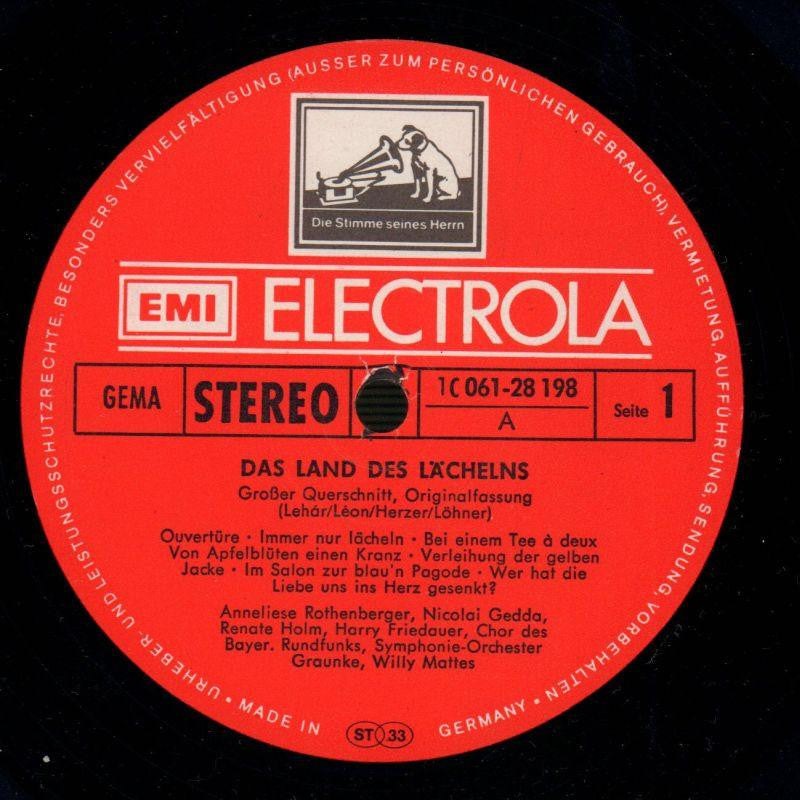 URHEBER- UND LEISTUNGSSCHUTZRECHTE, BESONDERS VERVIELFÄLTIGUNG (AUSSER ZUM PERSÖNLICHEN GEBRAUCH), VERMIETUNG, AUFFÜHRUNG, SENDUNG, VORBEHALTEN •
Die Stimme seines Herrn
EMI ELECTROLA
GEMA
STEREO
1C 061-28 198
A
Seite 1
DAS LAND DES LÄCHELNS
Großer Querschnitt, Originalfassung
(Lehár/Léon/Herzer/Löhner)
Ouvertüre · Immer nur lächeln · Bei einem Tee à deux
Von Apfelblüten einen Kranz · Verleihung der gelben
Jacke · Im Salon zur blau'n Pagode · Wer hat die
Liebe uns ins Herz gesenkt?
Anneliese Rothenberger, Nicolai Gedda,
Renate Holm, Harry Friedauer, Chor des
Bayer. Rundfunks, Symphonie-Orchester
Graunke, Willy Mattes
• MADE IN GERMANY •
ST 33